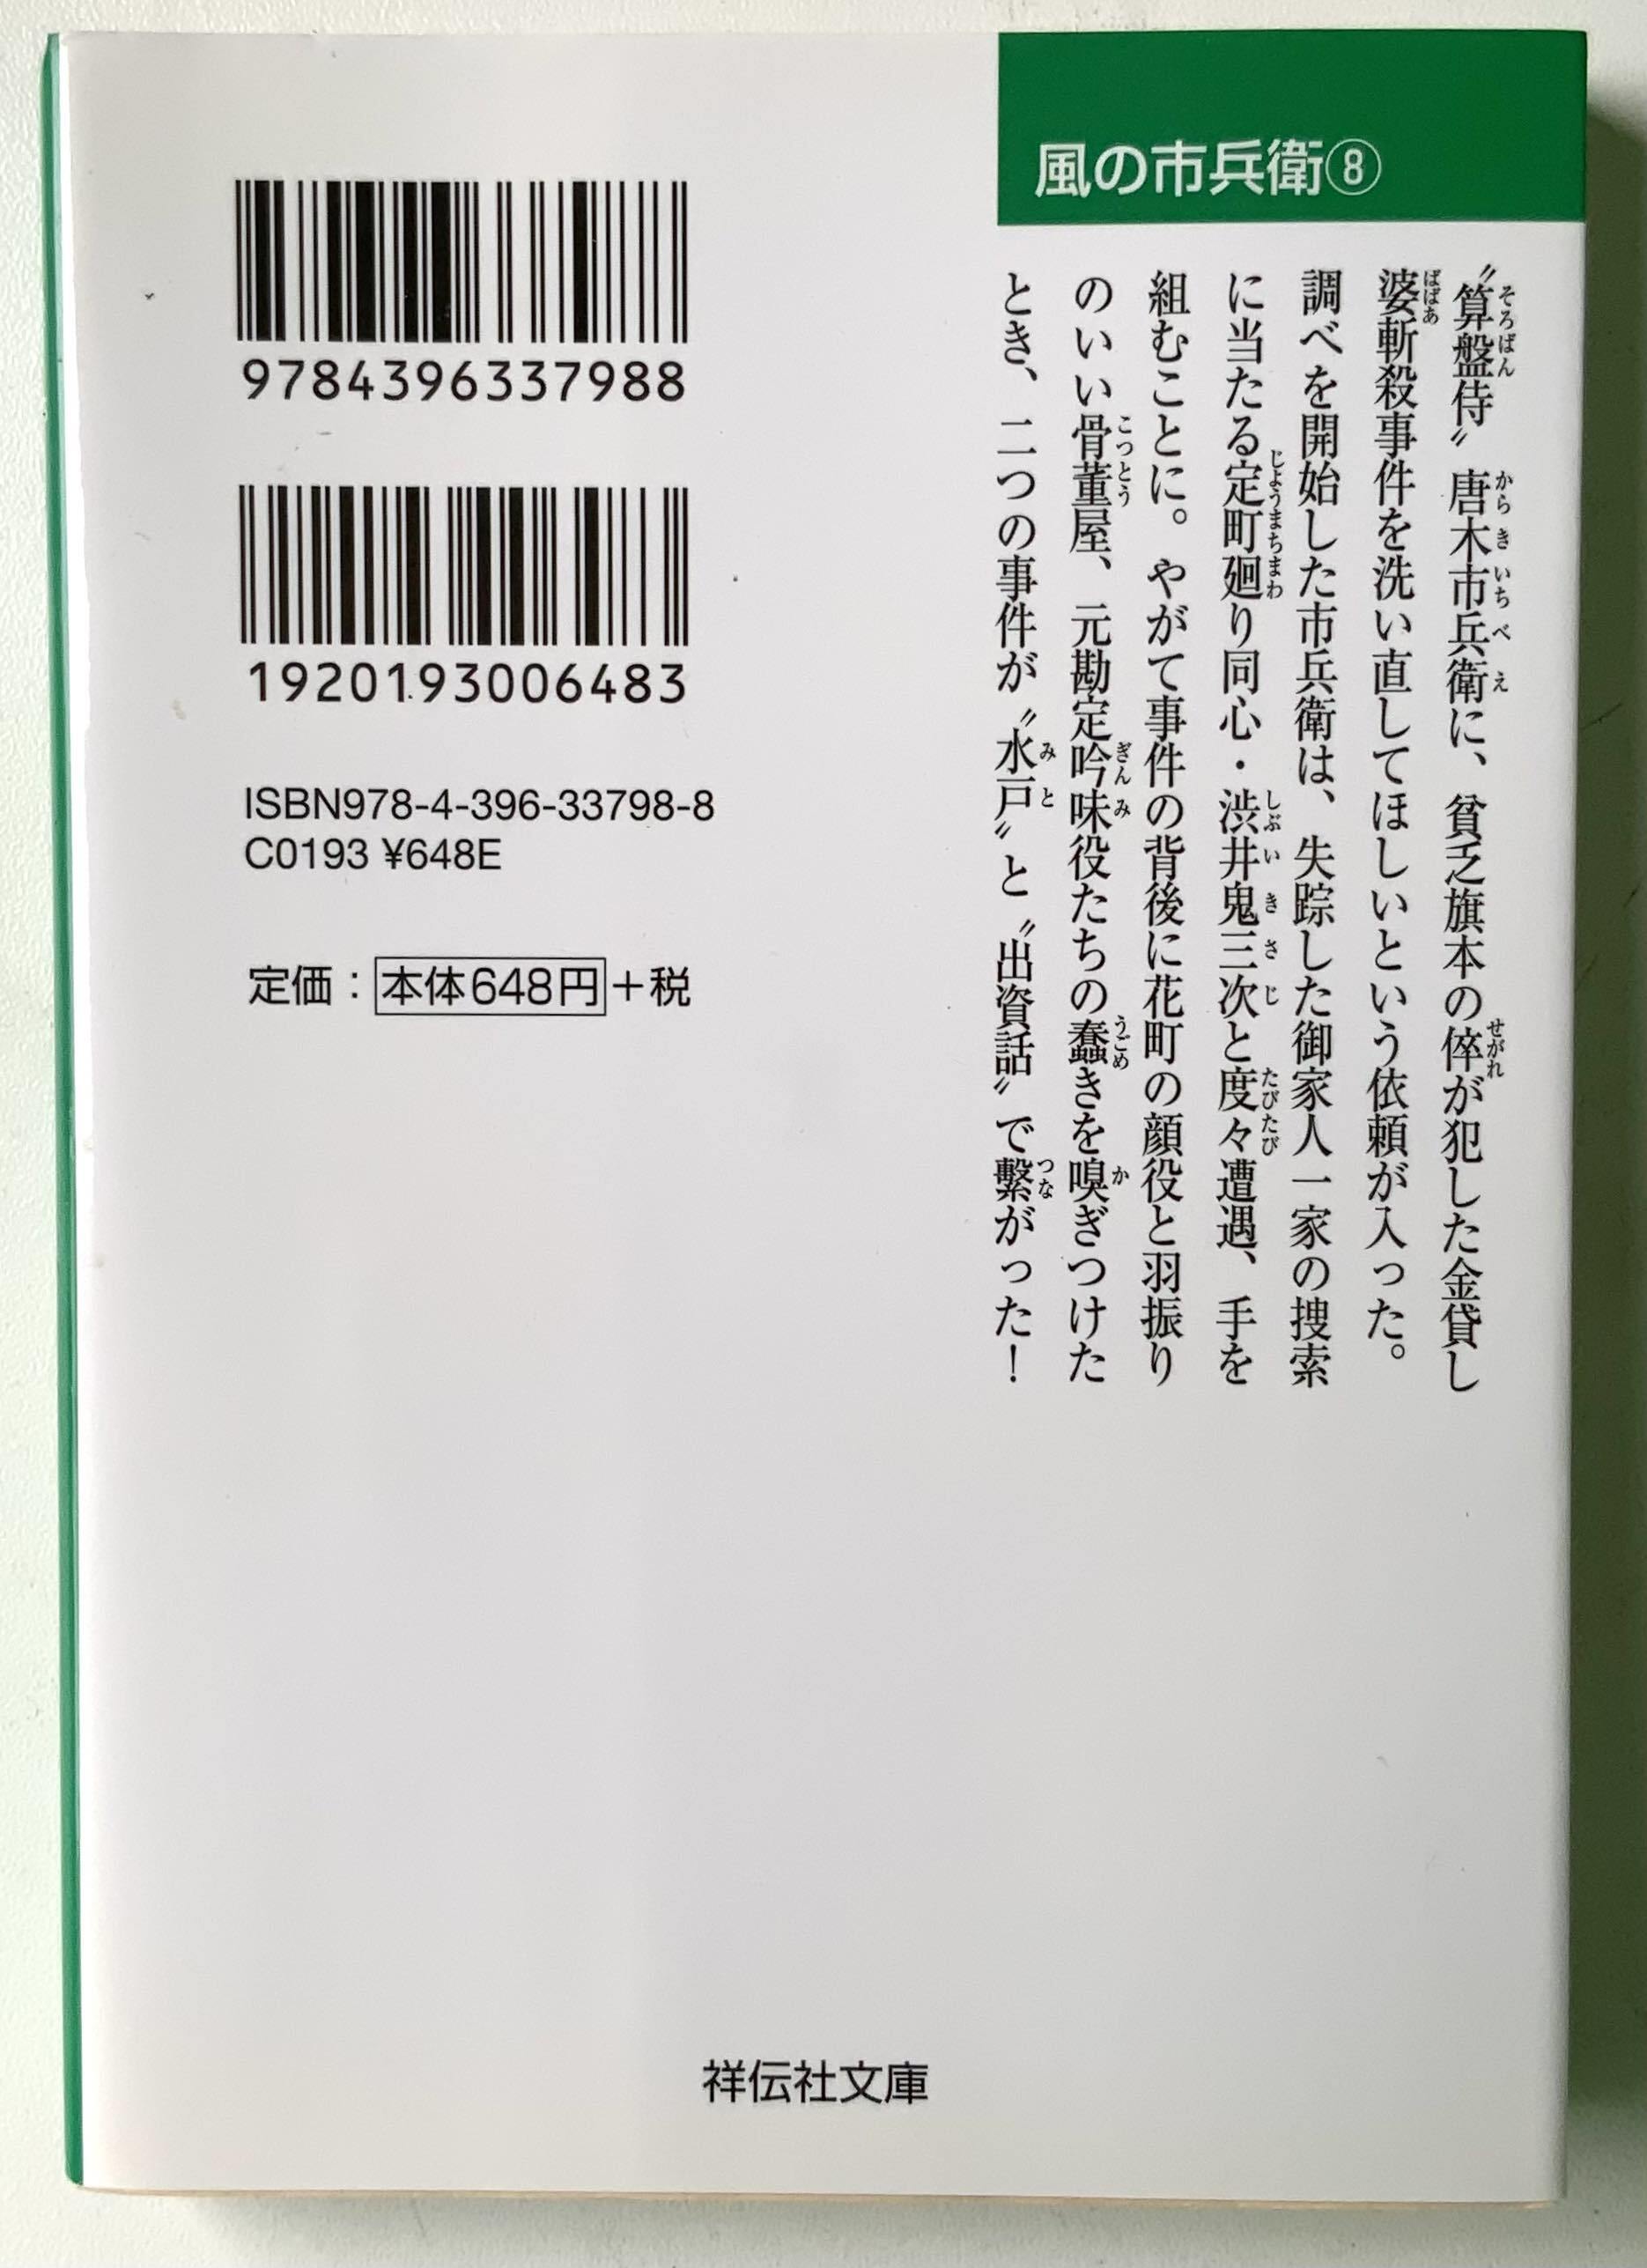 風の市兵衛⑧
〝算盤侍〟唐木市兵衛に、貧乏旗本の倅が犯した金貸し
婆斬殺事件を洗い直してほしいという依頼が入った。
調べを開始した市兵衛は、失踪した御家人一家の捜索
に当たる定町廻り同心・渋井鬼三次と度々遭遇、手を
組むことに。やがて事件の背後に花町の顔役と羽振り
のいい骨董屋、元勘定吟味役たちの蠢きを嗅ぎつけた
とき、二つの事件が〝水戸〟と〝出資話〟で繫がった！
9784396337988
1920193006483
ISBN978-4-396-33798-8
C0193 ¥648E
定価：本体648円＋税
祥伝社文庫